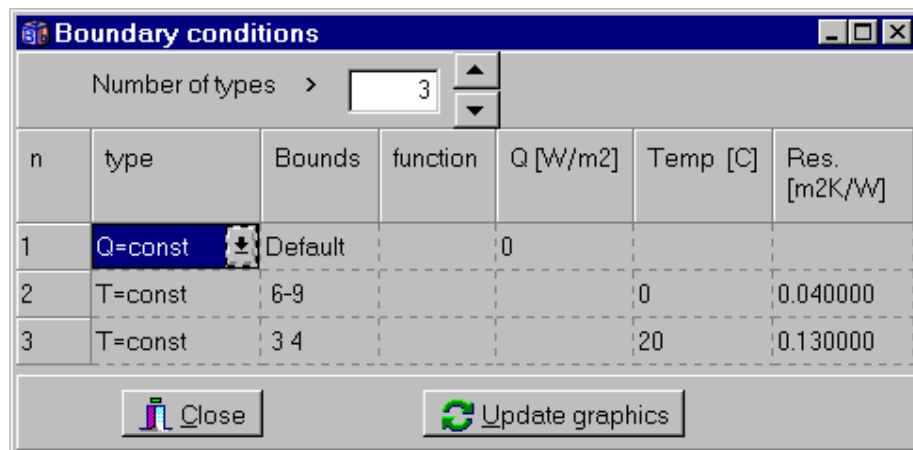 Boundary conditions
Number of types > 3
n type Bounds function Q [W/m2] Temp [C] Res. [m2K/W]
1 Q=const Default 0
2 T=const 6-9 0 0.040000
3 T=const 3 4 20 0.130000
Close Update graphics